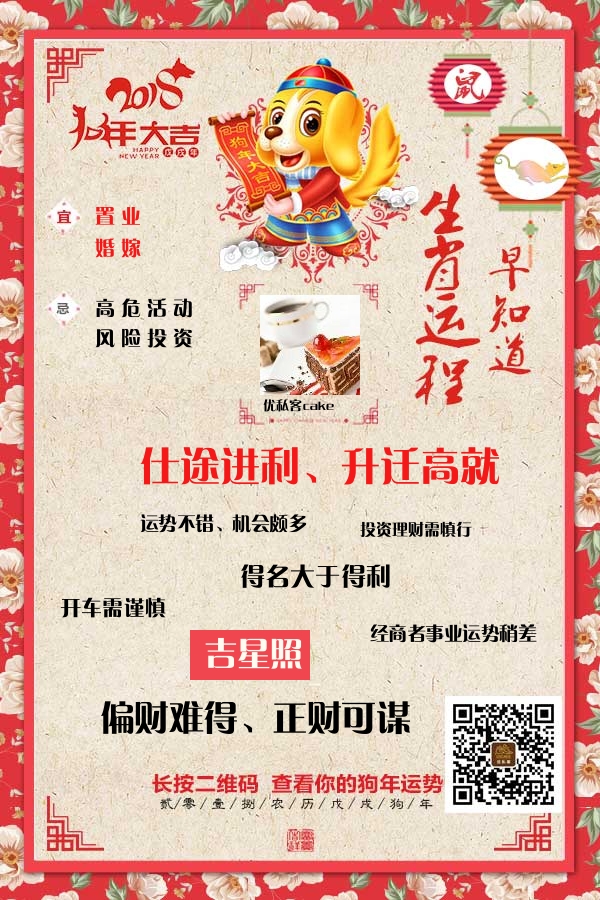 2018
狗年大吉
HAPPY
NEW YEAR
戊戌年
狗年大吉
鼠
生肖运程
早知道
宜
置业
婚嫁
忌
高危活动
风险投资
优私客cake
仕途进利、升迁高就
运势不错、机会颇多
投资理财需慎行
得名大于得利
开车需谨慎
经商者事业运势稍差
吉星照
偏财难得、正财可谋
长按二维码 查看你的狗年运势
贰/零/壹/捌/农/历/戊/戌/狗/年